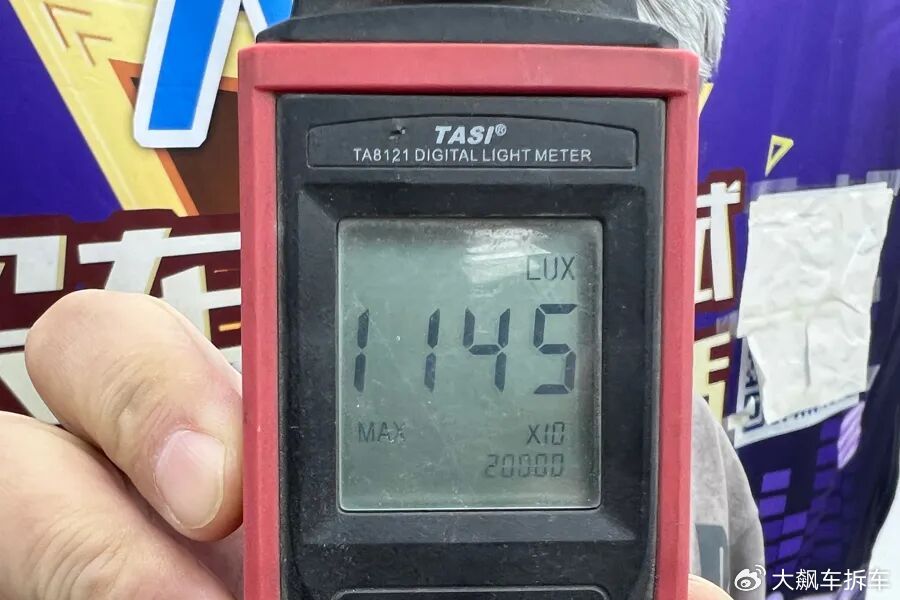 TASI®
TA8121 DIGITAL LIGHT METER
LUX
1145
MAX X10
20000
大飙车拆车